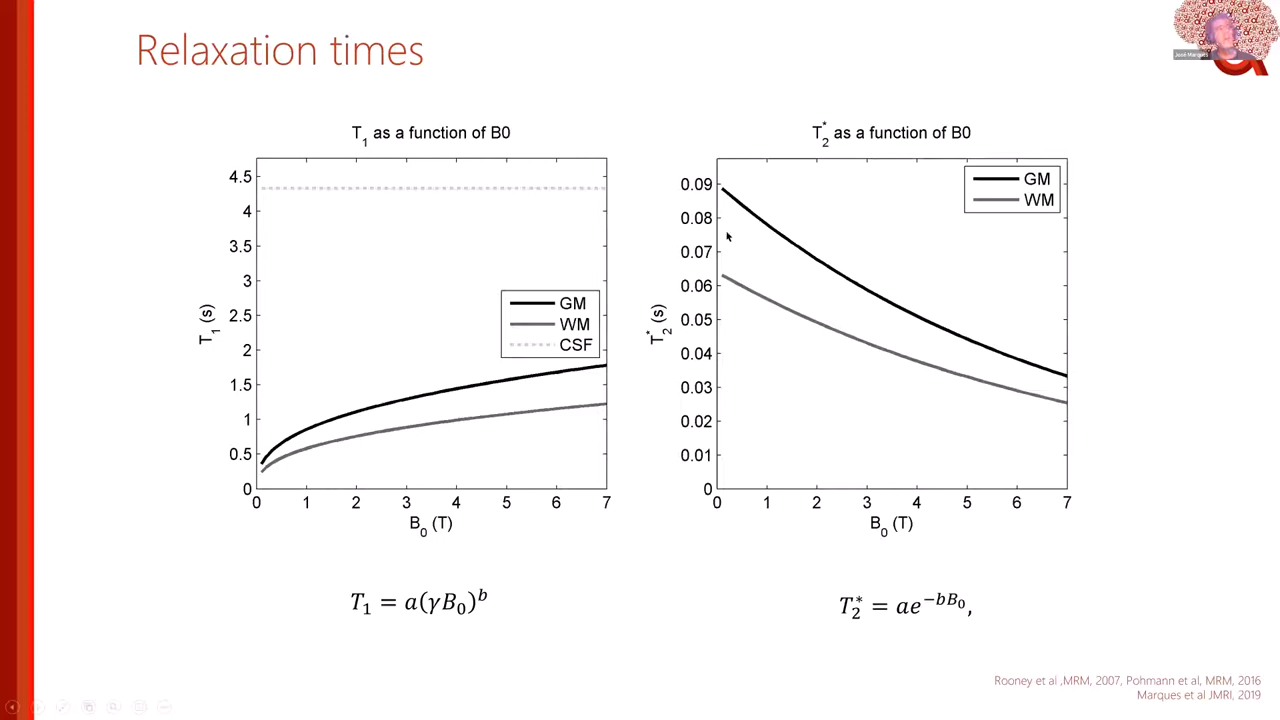 Relaxation times
José Marques
T₁ as a function of B0
4.5
4
3.5
3
2.5
2
1.5
1
0.5
0
T₁ (s)
GM
WM
CSF
0 1 2 3 4 5 6 7
B₀ (T)
T₁ = a(γB₀)ᵇ
T₂* as a function of B0
0.09
0.08
0.07
0.06
0.05
0.04
0.03
0.02
0.01
0
T₂* (s)
GM
WM
0 1 2 3 4 5 6 7
B₀ (T)
T₂* = ae^{−bB₀},
Rooney et al ,MRM, 2007, Pohmann et al, MRM, 2016
Marques et al JMRI, 2019